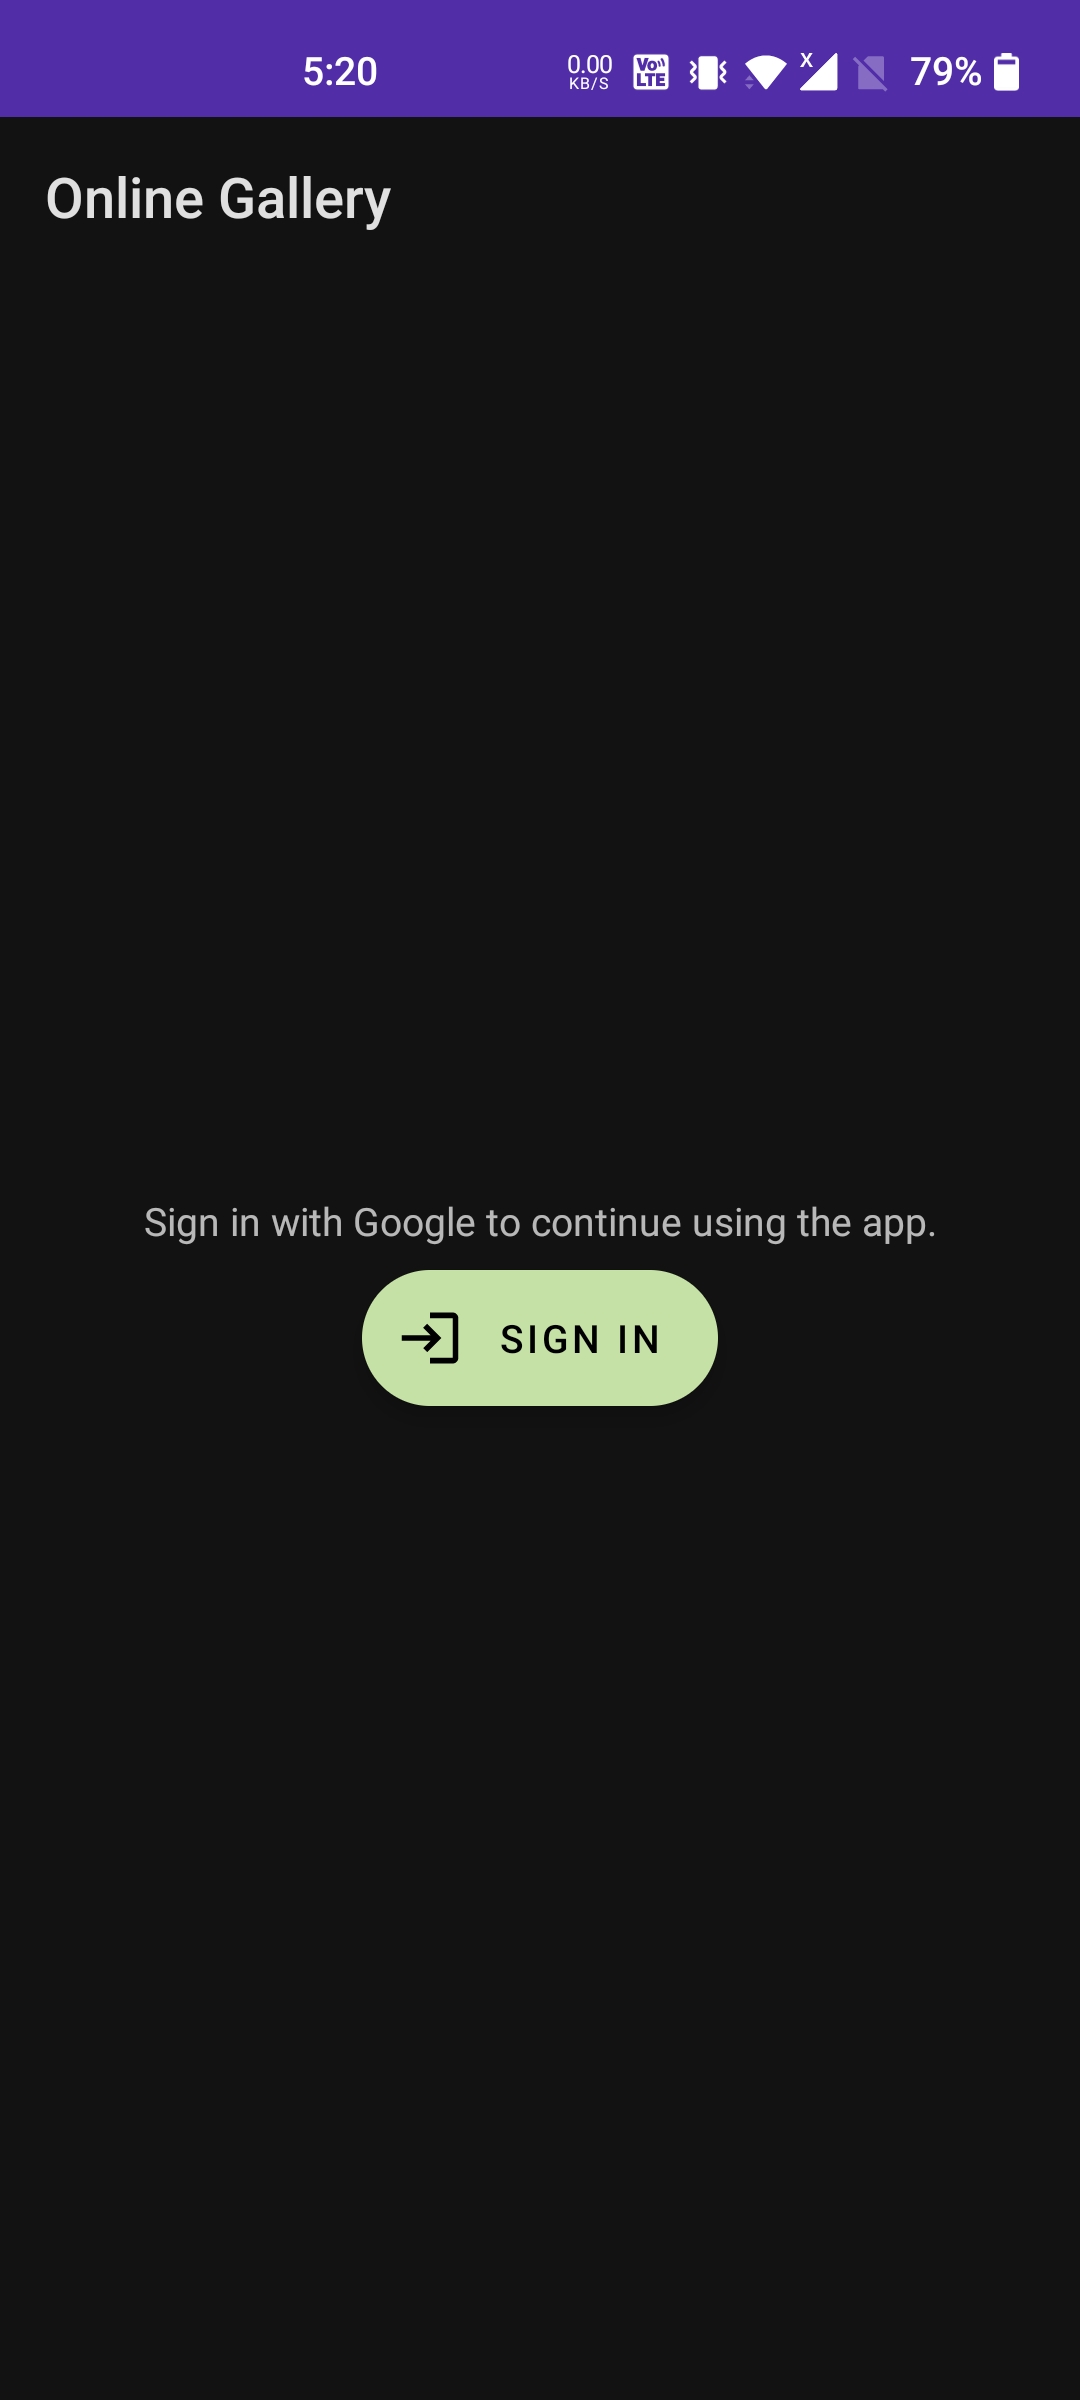 5:20
0.00
KB/S
Vo
LTE
X
79%
Online Gallery
Sign in with Google to continue using the app.
SIGN IN